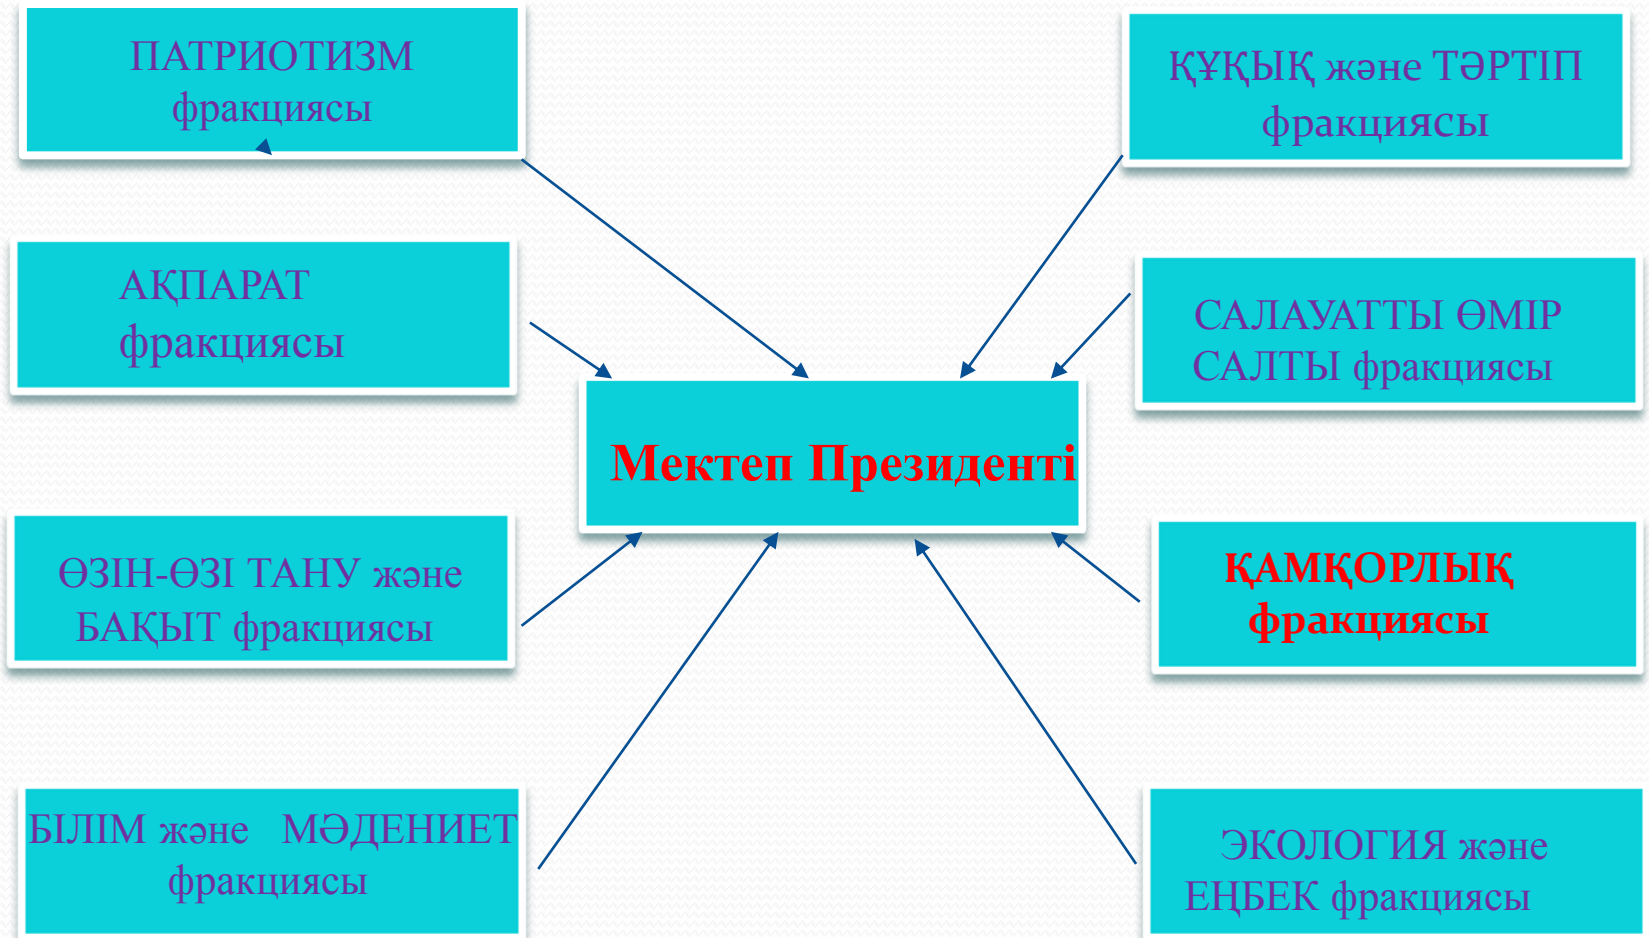 ПАТРИОТИЗМ
фракциясы
ҚҰҚЫҚ және ТӘРТІП
фракциясы
АҚПАРАТ
фракциясы
САЛАУАТТЫ ӨМІР
САЛТЫ фракциясы
Мектеп Президенті
ӨЗІН-ӨЗІ ТАНУ және
БАҚЫТ фракциясы
ҚАМҚОРЛЫҚ
фракциясы
БІЛІМ және МӘДЕНИЕТ
фракциясы
ЭКОЛОГИЯ және
ЕҢБЕК фракциясы